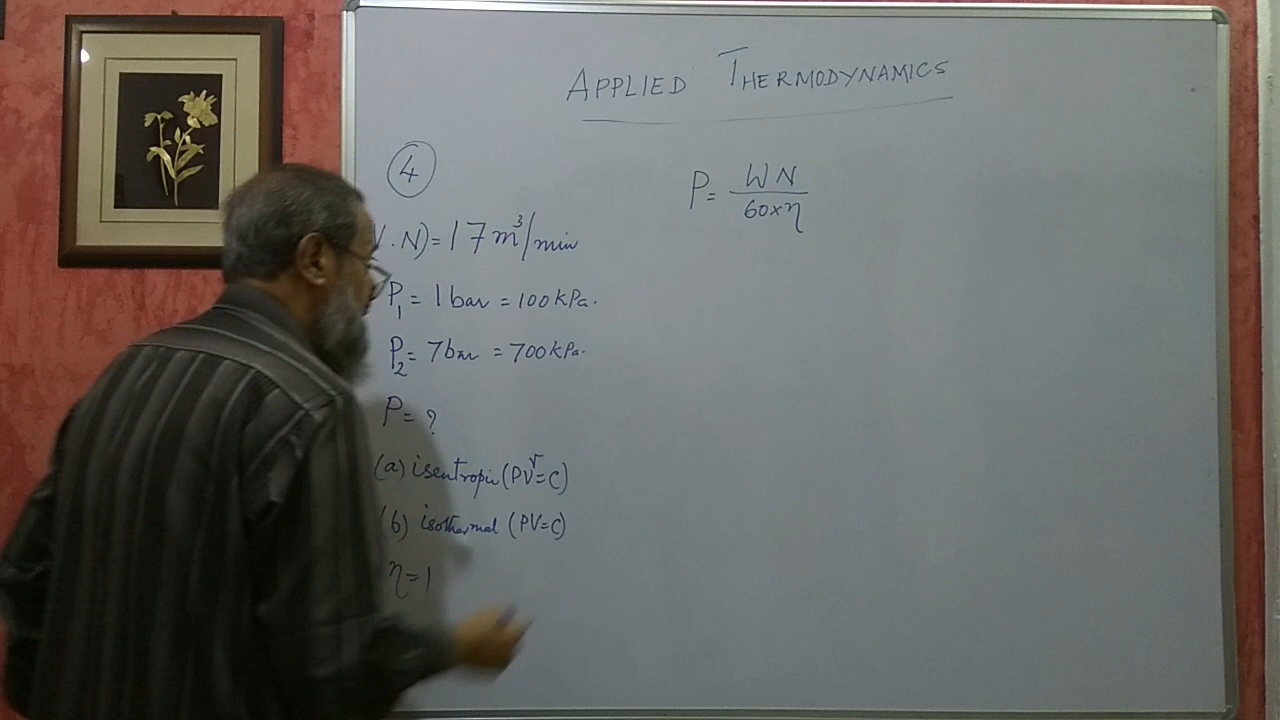 APPLIED THERMODYNAMICS
4
. N) = 17 m³/min
P₁ = 1 bar = 100 kPa.
P₂ = 7 bar = 700 kPa.
P = ?
(a) isentropic (PVʳ = C)
(b) isothermal (PV = C)
η = 1
P = WN / 60 × η